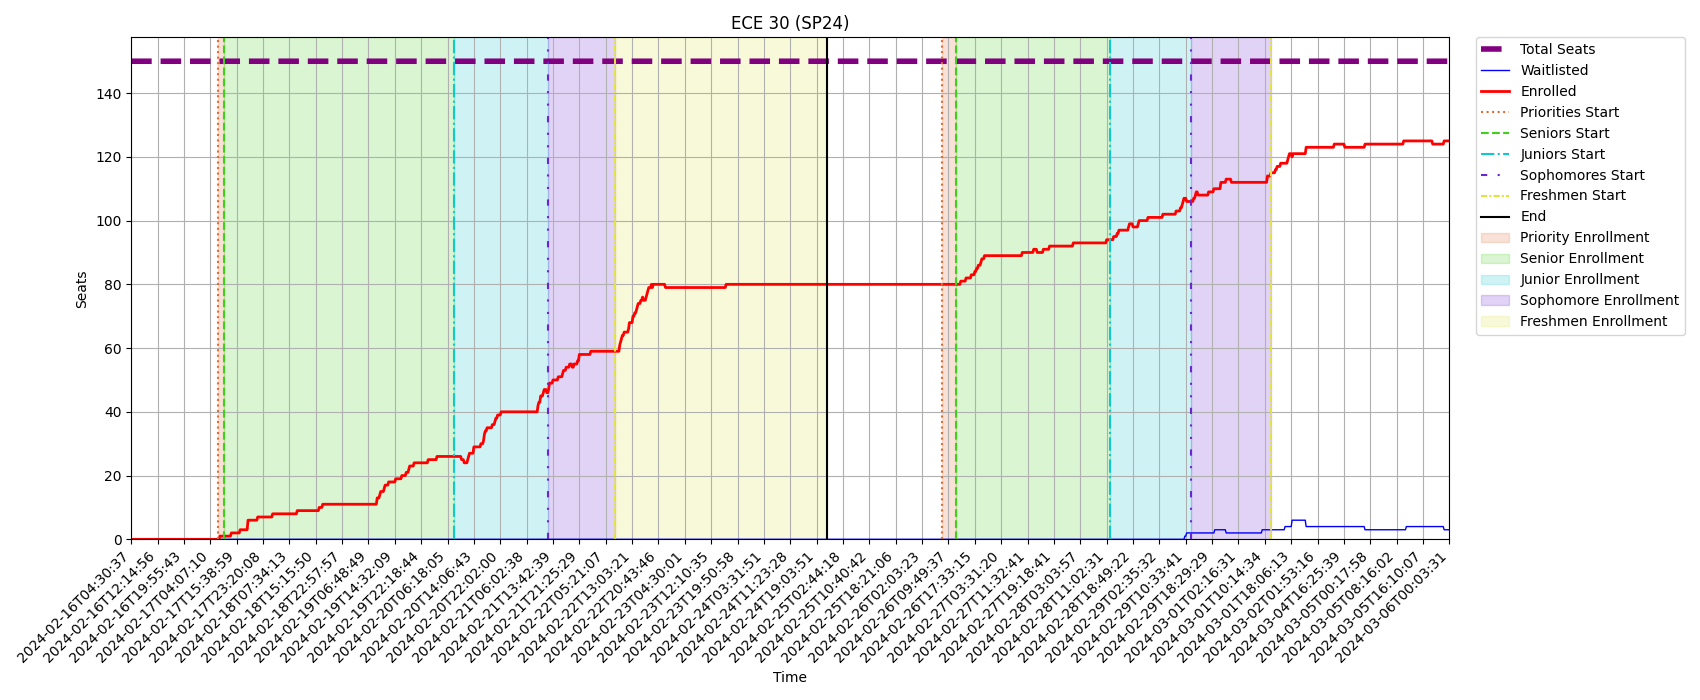 ECE 30 (SP24)
Seats
140
120
100
80
60
40
20
0
2024-02-16T04:30:37
2024-02-16T12:14:56
2024-02-16T19:55:43
2024-02-17T04:07:10
2024-02-17T15:38:59
2024-02-17T23:20:08
2024-02-18T07:34:13
2024-02-18T15:15:50
2024-02-18T22:57:57
2024-02-19T06:48:49
2024-02-19T14:32:09
2024-02-19T22:18:44
2024-02-20T06:18:05
2024-02-20T14:06:43
2024-02-20T22:02:00
2024-02-21T06:02:38
2024-02-21T13:42:39
2024-02-21T21:25:29
2024-02-22T05:21:07
2024-02-22T13:03:21
2024-02-22T20:43:46
2024-02-23T04:30:01
2024-02-23T12:10:35
2024-02-23T19:50:58
2024-02-24T03:31:51
2024-02-24T11:23:28
2024-02-24T19:03:51
2024-02-25T02:44:18
2024-02-25T10:40:42
2024-02-25T18:21:06
2024-02-26T02:03:23
2024-02-26T09:49:37
2024-02-26T17:33:15
2024-02-27T03:31:20
2024-02-27T11:32:41
2024-02-27T19:18:41
2024-02-28T03:03:57
2024-02-28T11:02:31
2024-02-28T18:49:22
2024-02-29T02:35:32
2024-02-29T10:33:41
2024-02-29T18:29:29
2024-03-01T02:16:31
2024-03-01T10:14:34
2024-03-01T18:06:13
2024-03-02T01:53:16
2024-03-04T16:25:39
2024-03-05T00:17:58
2024-03-05T08:16:02
2024-03-05T16:10:07
2024-03-06T00:03:31
Time
Total Seats
Waitlisted
Enrolled
Priorities Start
Seniors Start
Juniors Start
Sophomores Start
Freshmen Start
End
Priority Enrollment
Senior Enrollment
Junior Enrollment
Sophomore Enrollment
Freshmen Enrollment